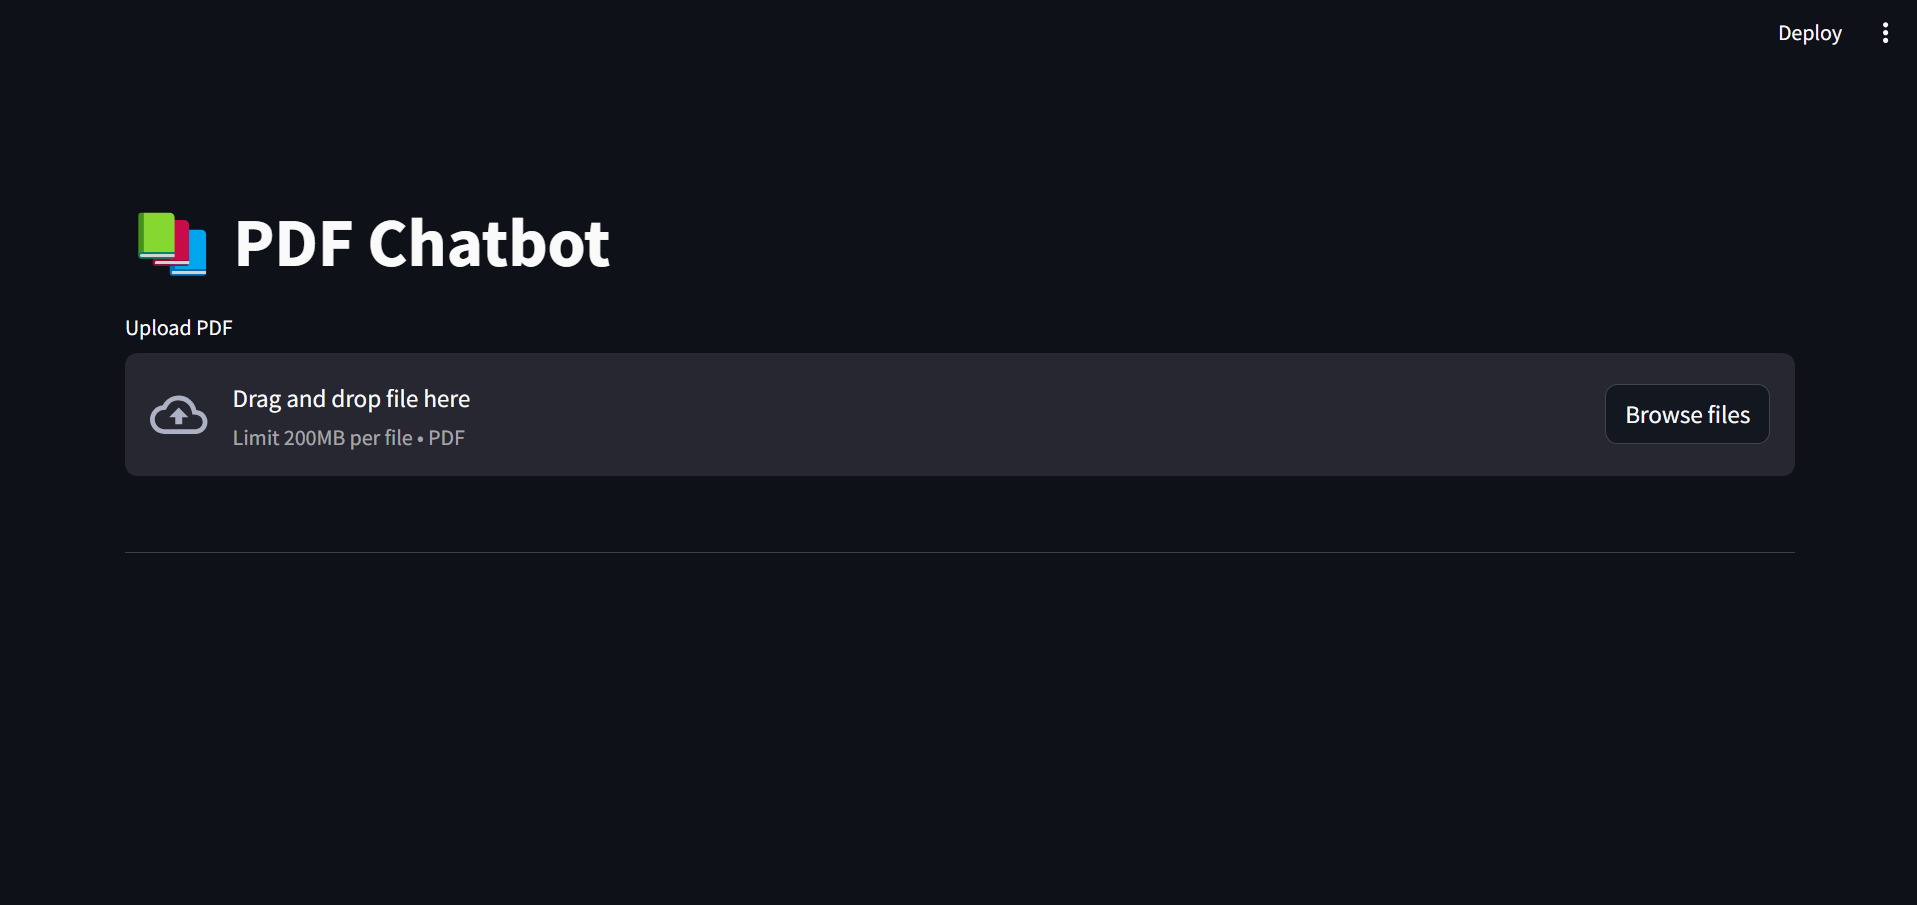 Deploy
PDF Chatbot
Upload PDF
Drag and drop file here
Limit 200MB per file • PDF
Browse files